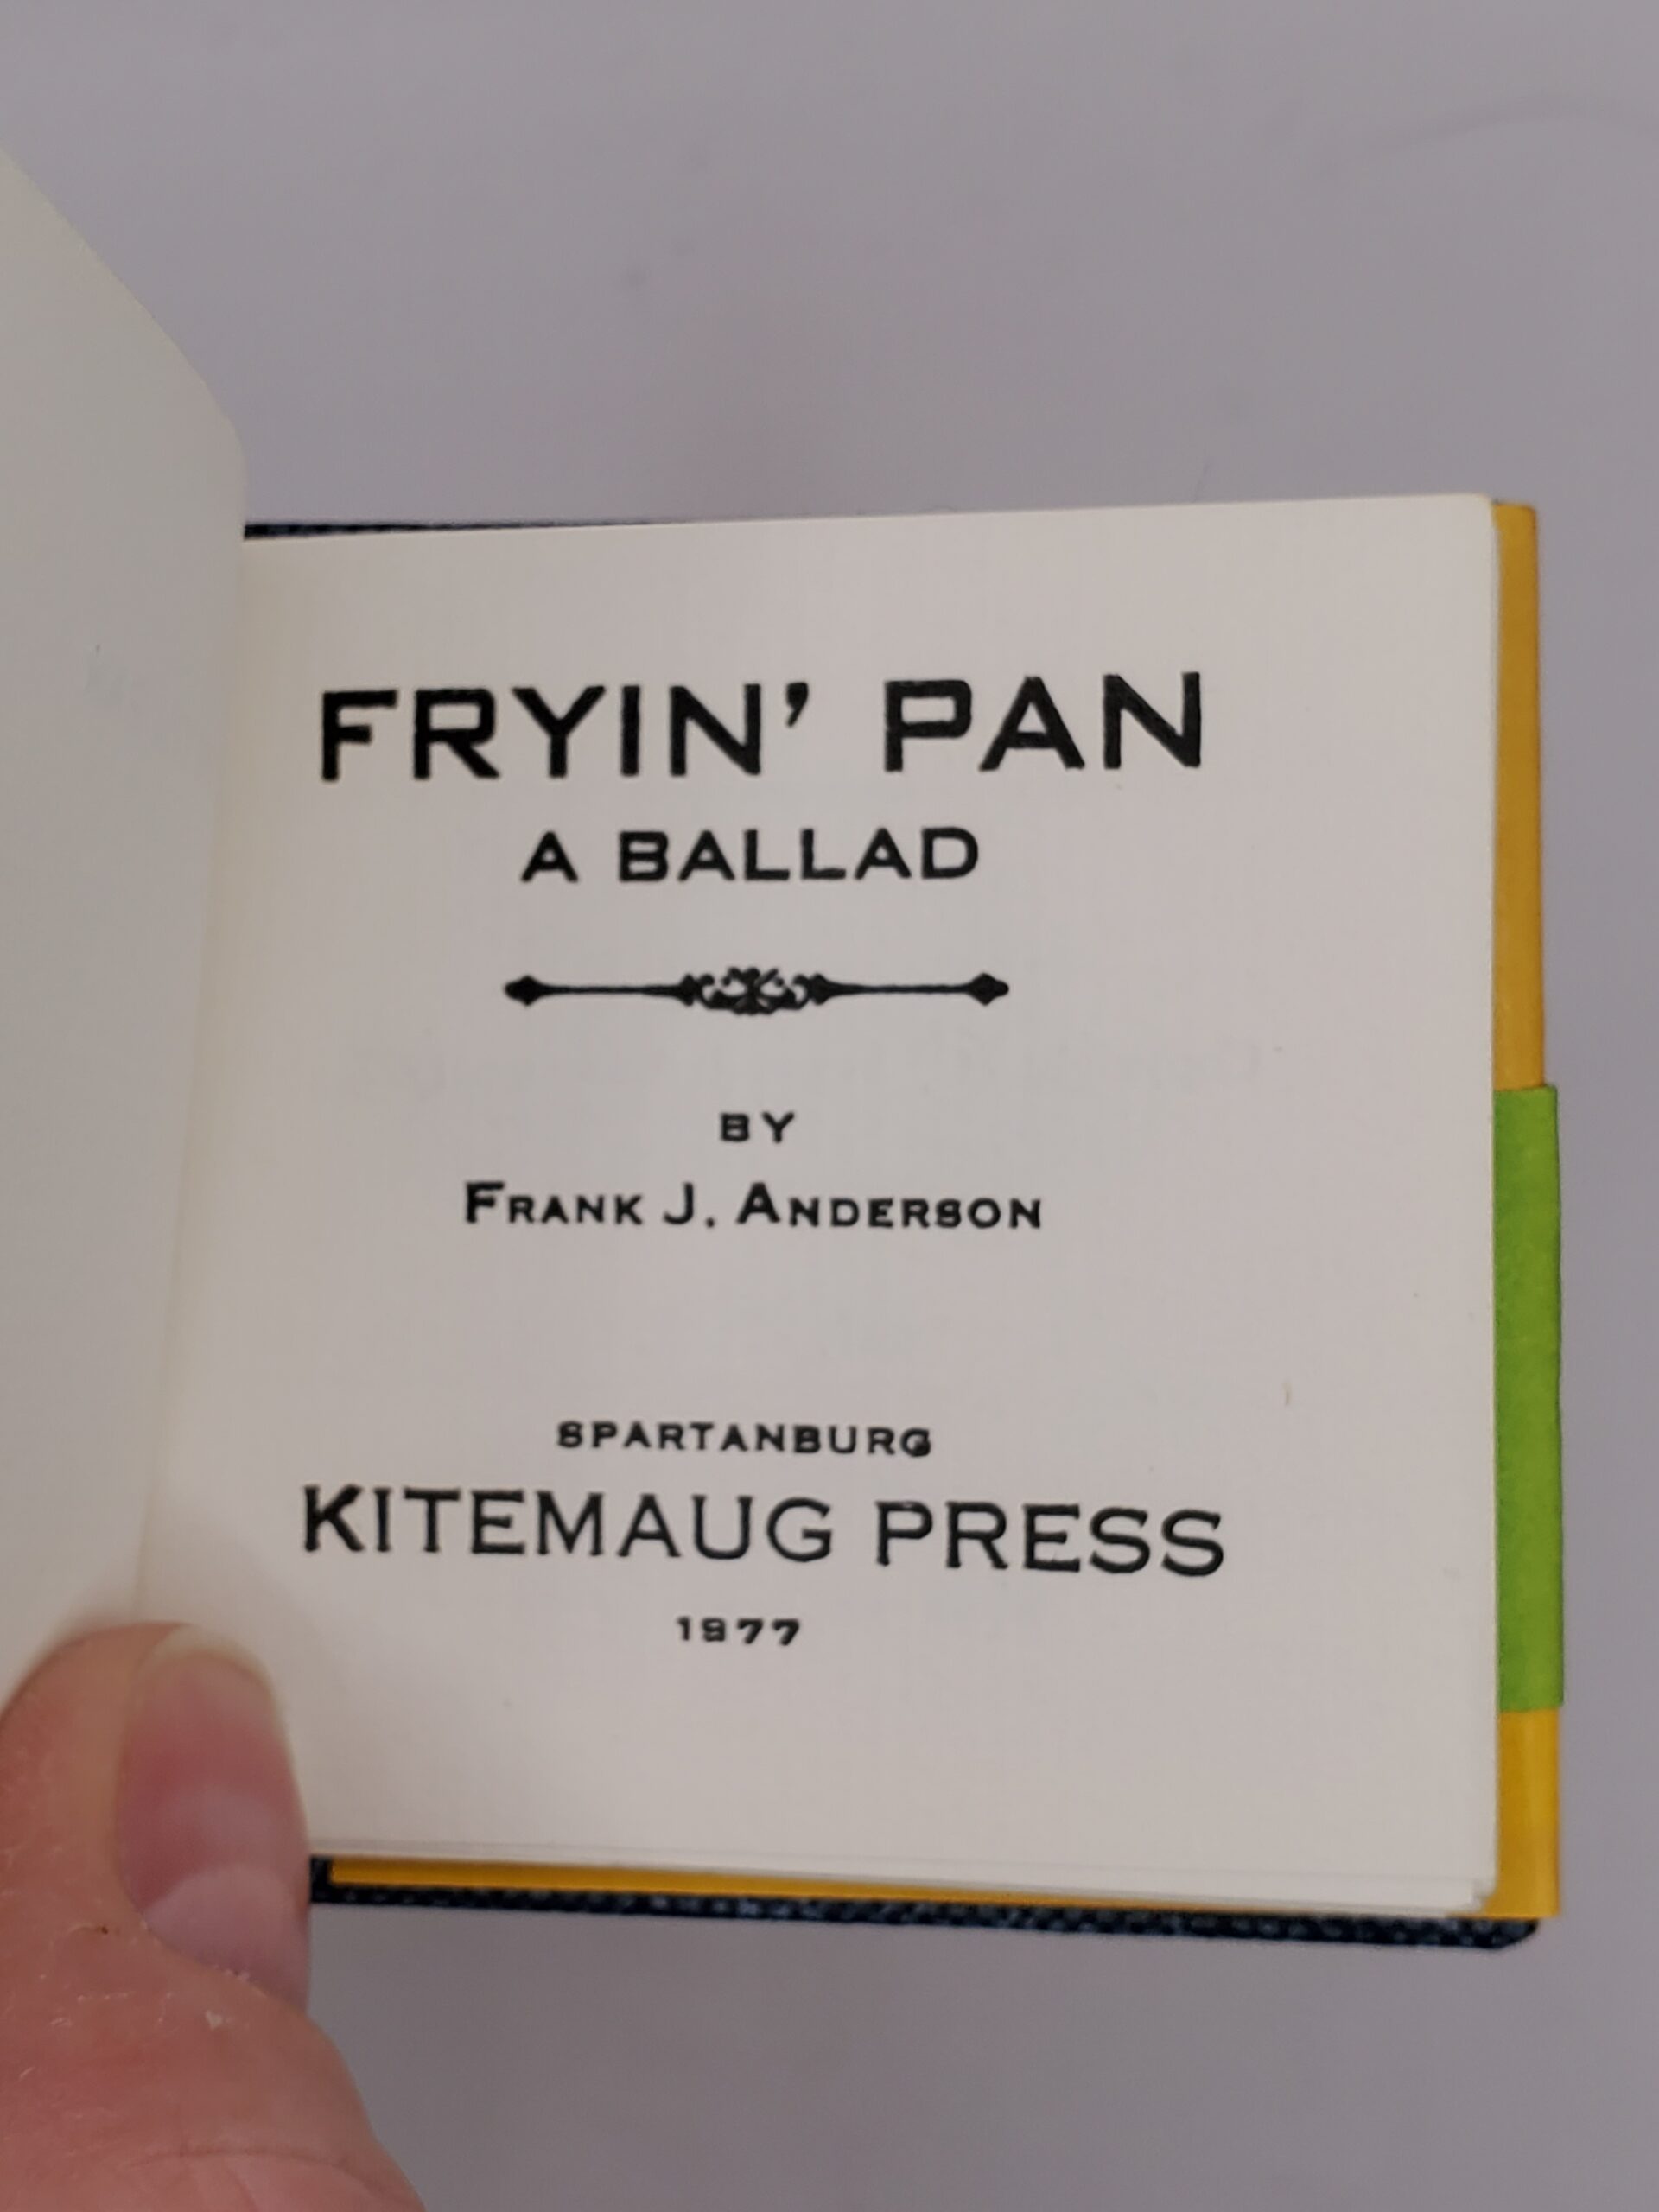 FRYIN' PAN
A BALLAD
BY
FRANK J. ANDERSON
SPARTANBURG
KITEMAUG PRESS
1977